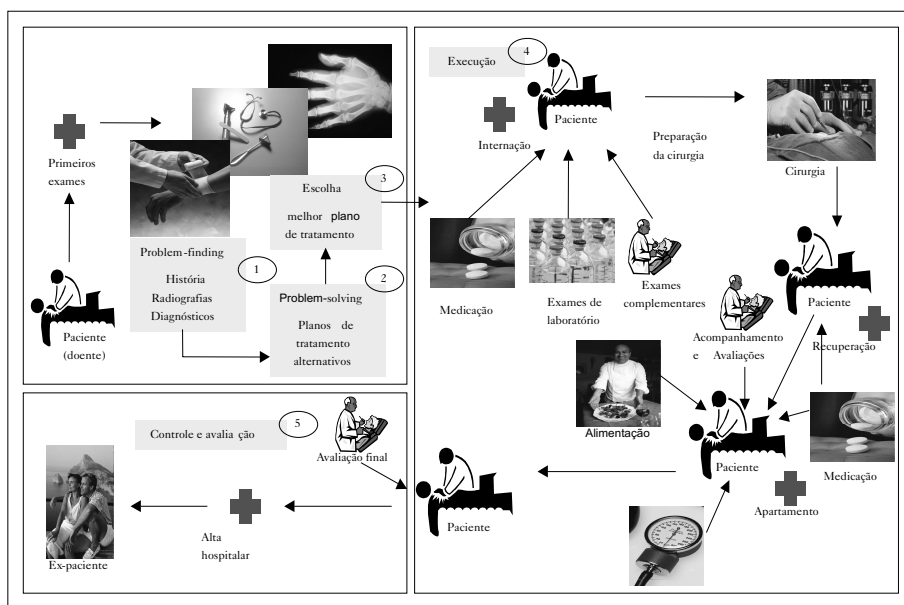 Primeiros
exames
Paciente
(doente)
Problem-finding
1
História
Radiografias
Diagnósticos
Problem-solving
2
Planos de
tratamento
alternativos
Escolha
3
melhor plano
de tratamento
Execução
4
Internação
Paciente
Preparação
da cirurgia
Cirurgia
Medicação
Exames de
laboratório
Exames
complementares
Paciente
Recuperação
Acompanhamento
e Avaliações
Alimentação
Medicação
Paciente
Apartamento
Controle e avalia ção
5
Avaliação final
Paciente
Alta
hospitalar
Ex-paciente